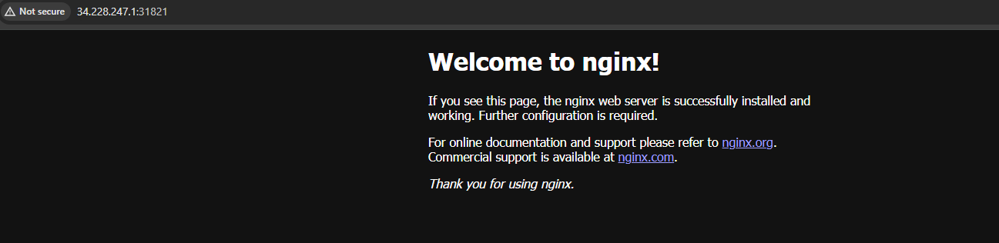 Not secure 34.228.247.1:31821
Welcome to nginx!
If you see this page, the nginx web server is successfully installed and
working. Further configuration is required.
For online documentation and support please refer to nginx.org.
Commercial support is available at nginx.com.
Thank you for using nginx.